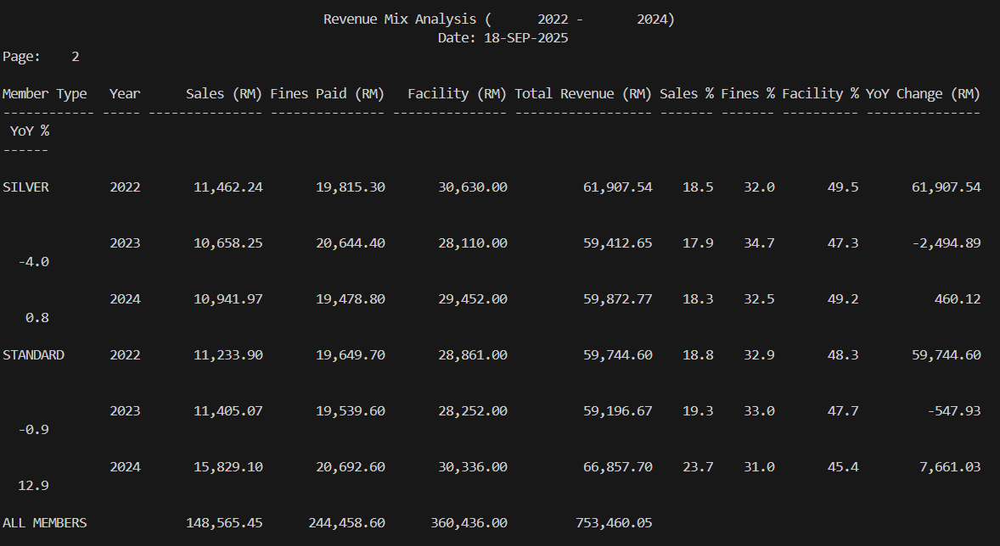 Revenue Mix Analysis (      2022 -       2024)
Date: 18-SEP-2025
Page:    2
Member Type  Year      Sales (RM) Fines Paid (RM)   Facility (RM) Total Revenue (RM) Sales % Fines % Facility % YoY Change (RM)
------------ ----- --------------- --------------- --------------- ------------------ ------- ------- ---------- ---------------
YoY %
------
SILVER        2022       11,462.24       19,815.30       30,630.00          61,907.54    18.5    32.0       49.5       61,907.54
2023       10,658.25       20,644.40       28,110.00          59,412.65    17.9    34.7       47.3       -2,494.89
-4.0
2024       10,941.97       19,478.80       29,452.00          59,872.77    18.3    32.5       49.2          460.12
0.8
STANDARD      2022       11,233.90       19,649.70       28,861.00          59,744.60    18.8    32.9       48.3       59,744.60
2023       11,405.07       19,539.60       28,252.00          59,196.67    19.3    33.0       47.7         -547.93
-0.9
2024       15,829.10       20,692.60       30,336.00          66,857.70    23.7    31.0       45.4        7,661.03
12.9
ALL MEMBERS             148,565.45      244,458.60      360,436.00         753,460.05